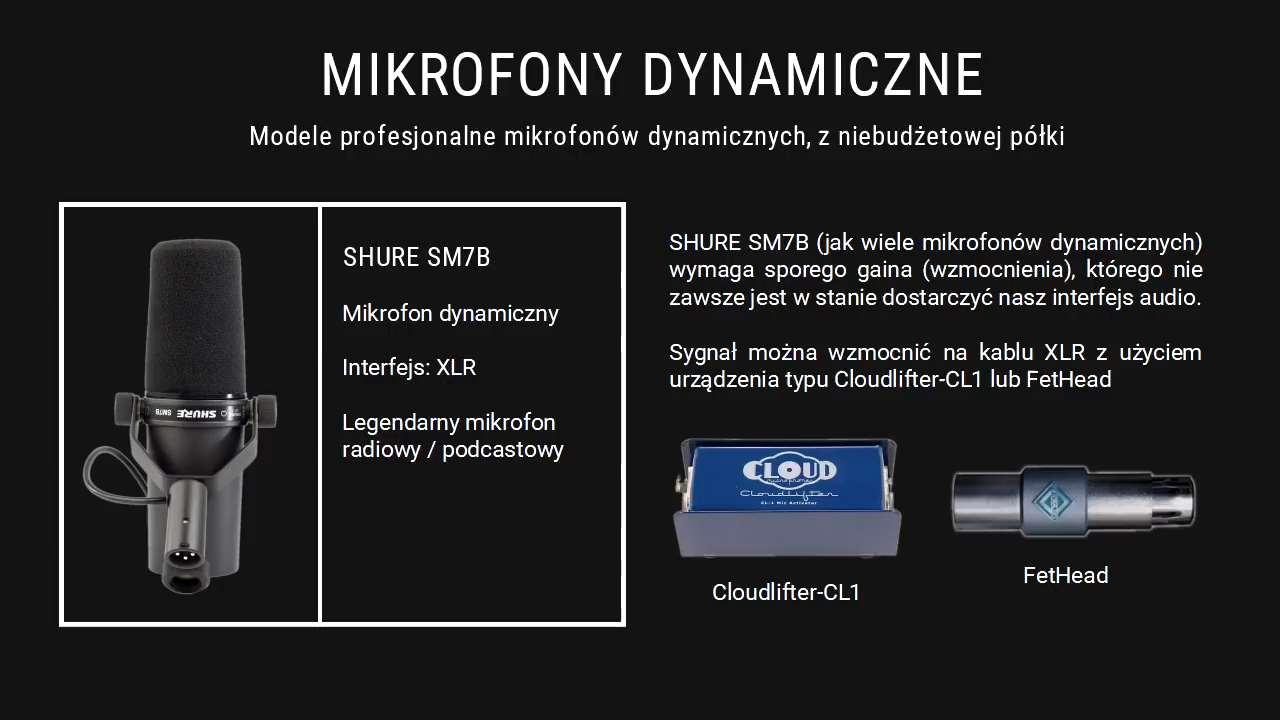 MIKROFONY DYNAMICZNE
Modele profesjonalne mikrofonów dynamicznych, z niebudżetowej półki
SHURE SM7B
Mikrofon dynamiczny
Interfejs: XLR
Legendarny mikrofon
radiowy / podcastowy
SHURE SM7B
SHURE SM7B (jak wiele mikrofonów dynamicznych)
wymaga sporego gaina (wzmocnienia), którego nie
zawsze jest w stanie dostarczyć nasz interfejs audio.
Sygnał można wzmocnić na kablu XLR z użyciem
urządzenia typu Cloudlifter-CL1 lub FetHead
CLOUD
microphones
Cloudlifter
CL-1 Mic Activator
Cloudlifter-CL1
FetHead